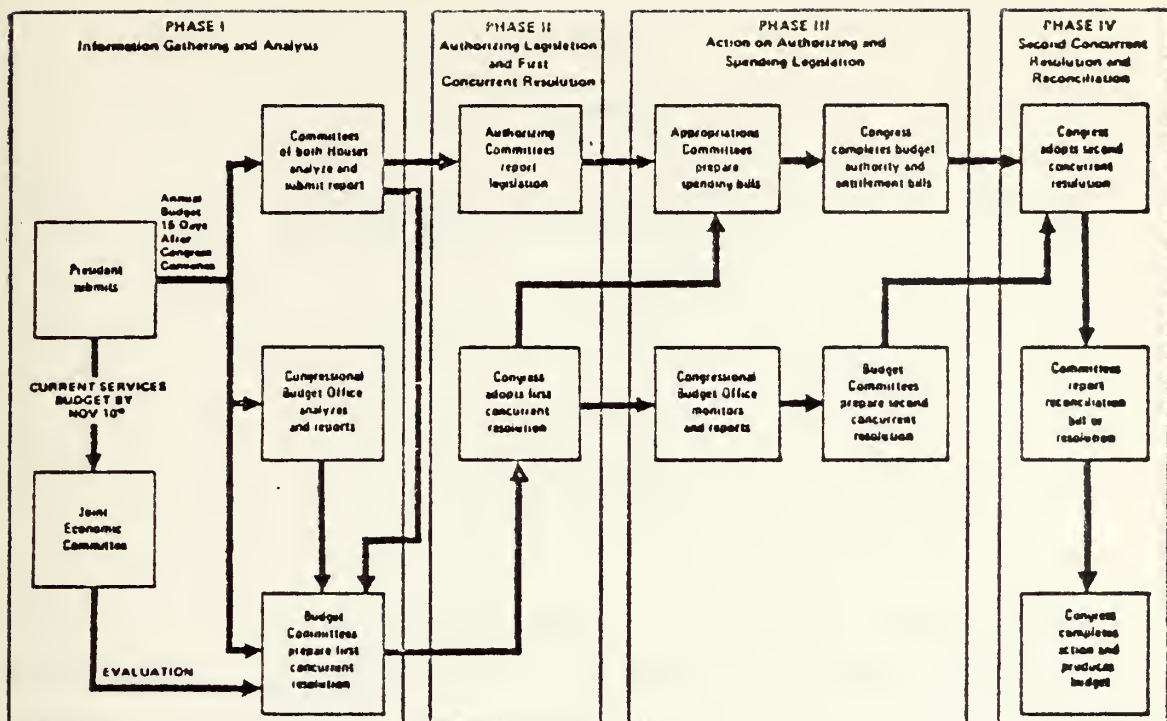 PHASE I
Information Gathering and Analysis
PHASE II
Authorizing Legislation
and First
Concurrent Resolution
PHASE III
Action on Authorizing and
Spending Legislation
PHASE IV
Second Concurrent
Resolution and
Reconciliation
Committees
of both Houses
analyze and
submit report
Authorizing
Committees
report
legislation
Appropriations
Committees
prepare
spending bills
Congress
completes budget
authority and
entitlement bills
Congress
adopts second
concurrent
resolution
Annual
Budget
15 Days
After
Congress
Convenes
President
submits
CURRENT SERVICES
BUDGET BY
NOV 10*
Congressional
Budget Office
analyzes
and reports
Congress
adopts first
concurrent
resolution
Congressional
Budget Office
monitors
and reports
Budget
Committees
prepare second
concurrent
resolution
Committees
report
reconciliation
bill or
resolution
Joint
Economic
Committee
Budget
Committees
prepare first
concurrent
resolution
EVALUATION
Congress
completes
action and
produces
budget